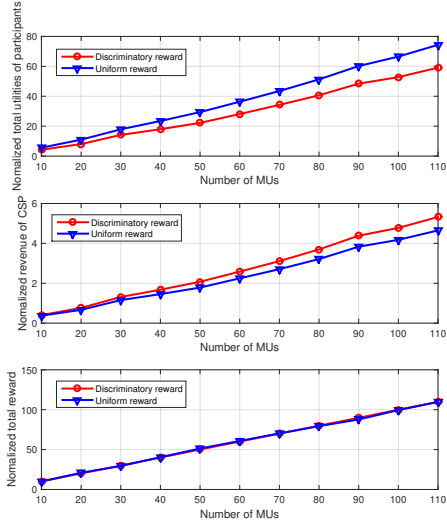 Nomalized total utilities of participants
80
60
40
20
0
Discriminatory reward
Uniform reward
10 20 30 40 50 60 70 80 90 100 110
Number of MUs
Nomalized revenue of CSP
6
4
2
0
Discriminatory reward
Uniform reward
10 20 30 40 50 60 70 80 90 100 110
Number of MUs
Nomalized total reward
150
100
50
0
Discriminatory reward
Uniform reward
10 20 30 40 50 60 70 80 90 100 110
Number of MUs